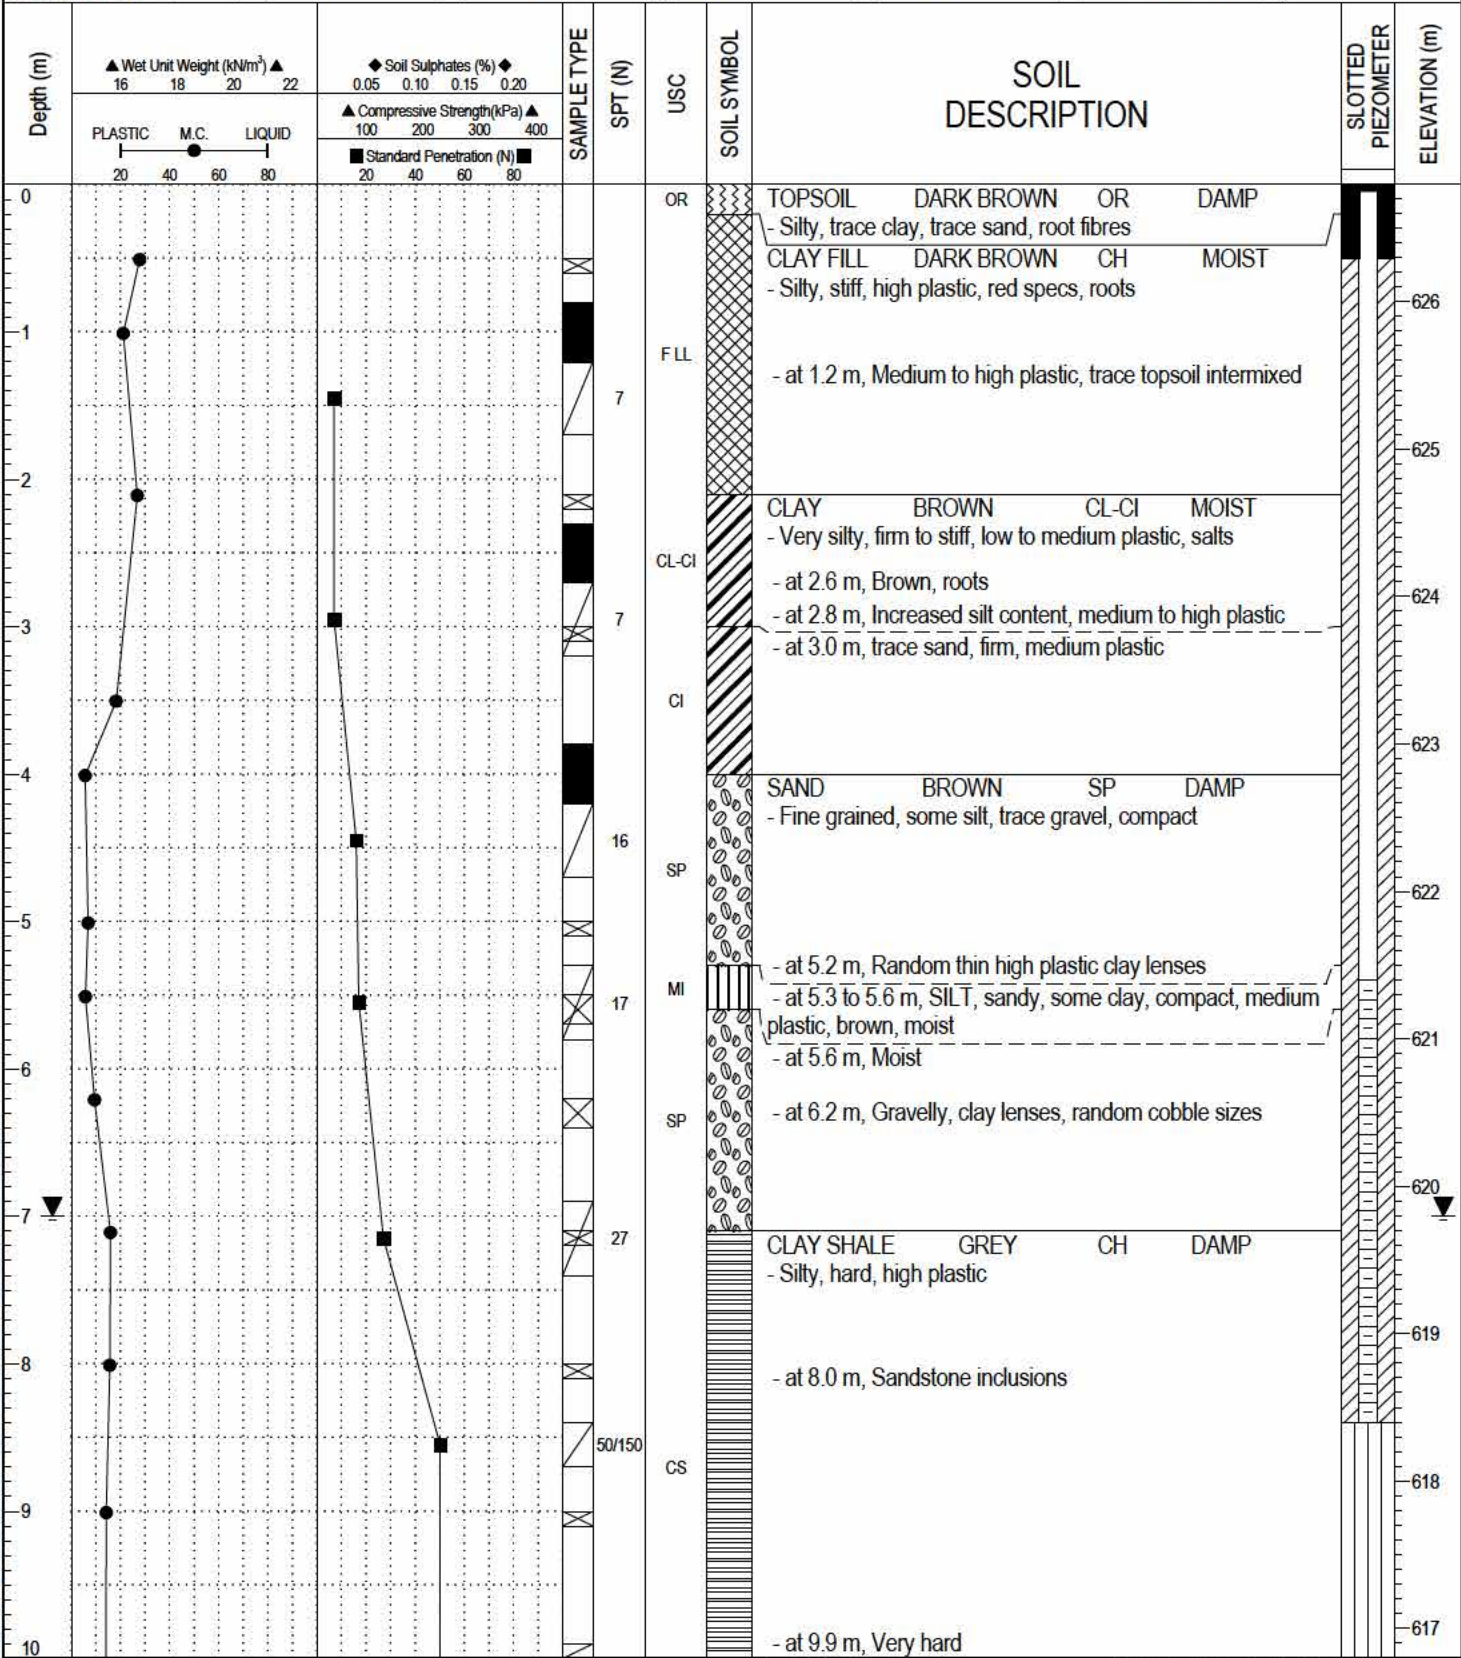 Depth (m)
▲ Wet Unit Weight (kN/m³) ▲
16 18 20 22
PLASTIC M.C. LIQUID
20 40 60 80
◆ Soil Sulphates (%) ◆
0.05 0.10 0.15 0.20
▲ Compressive Strength(kPa) ▲
100 200 300 400
■ Standard Penetration (N) ■
20 40 60 80
SAMPLE TYPE
SPT (N)
USC
SOIL SYMBOL
SOIL
DESCRIPTION
SLOTTED
PIEZOMETER
ELEVATION (m)
0
OR
TOPSOIL DARK BROWN OR DAMP
- Silty, trace clay, trace sand, root fibres
CLAY FILL DARK BROWN CH MOIST
- Silty, stiff, high plastic, red specs, roots
626
1
F LL
- at 1.2 m, Medium to high plastic, trace topsoil intermixed
7
625
2
CLAY BROWN CL-CI MOIST
- Very silty, firm to stiff, low to medium plastic, salts
CL-CI
- at 2.6 m, Brown, roots
624
- at 2.8 m, Increased silt content, medium to high plastic
7
3
- at 3.0 m, trace sand, firm, medium plastic
CI
623
4
SAND BROWN SP DAMP
- Fine grained, some silt, trace gravel, compact
16
SP
622
5
- at 5.2 m, Random thin high plastic clay lenses
MI
- at 5.3 to 5.6 m, SILT, sandy, some clay, compact, medium
plastic, brown, moist
17
621
- at 5.6 m, Moist
6
- at 6.2 m, Gravelly, clay lenses, random cobble sizes
SP
620
7
27
CLAY SHALE GREY CH DAMP
- Silty, hard, high plastic
619
8
- at 8.0 m, Sandstone inclusions
50/150
CS
618
9
617
10
- at 9.9 m, Very hard